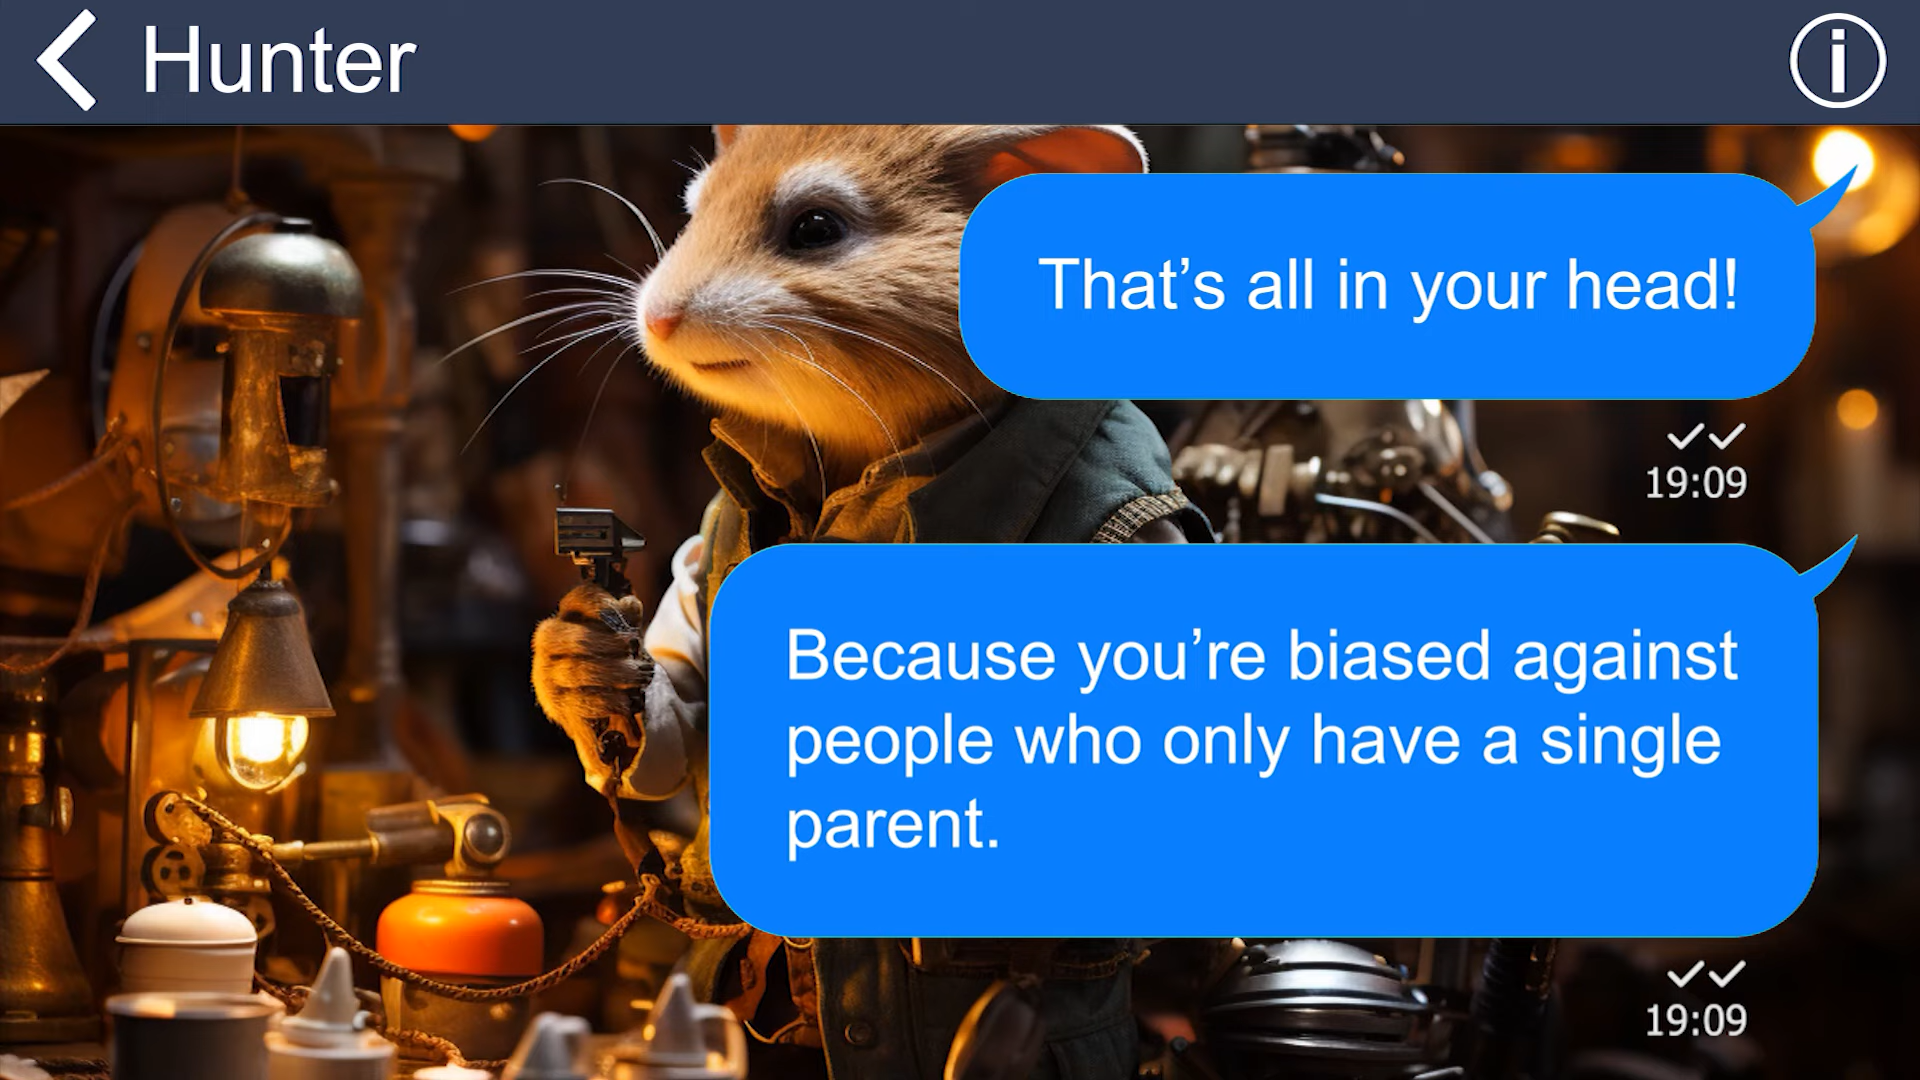 Hunter
That’s all in your head!
19:09
Because you’re biased against
people who only have a single
parent.
19:09